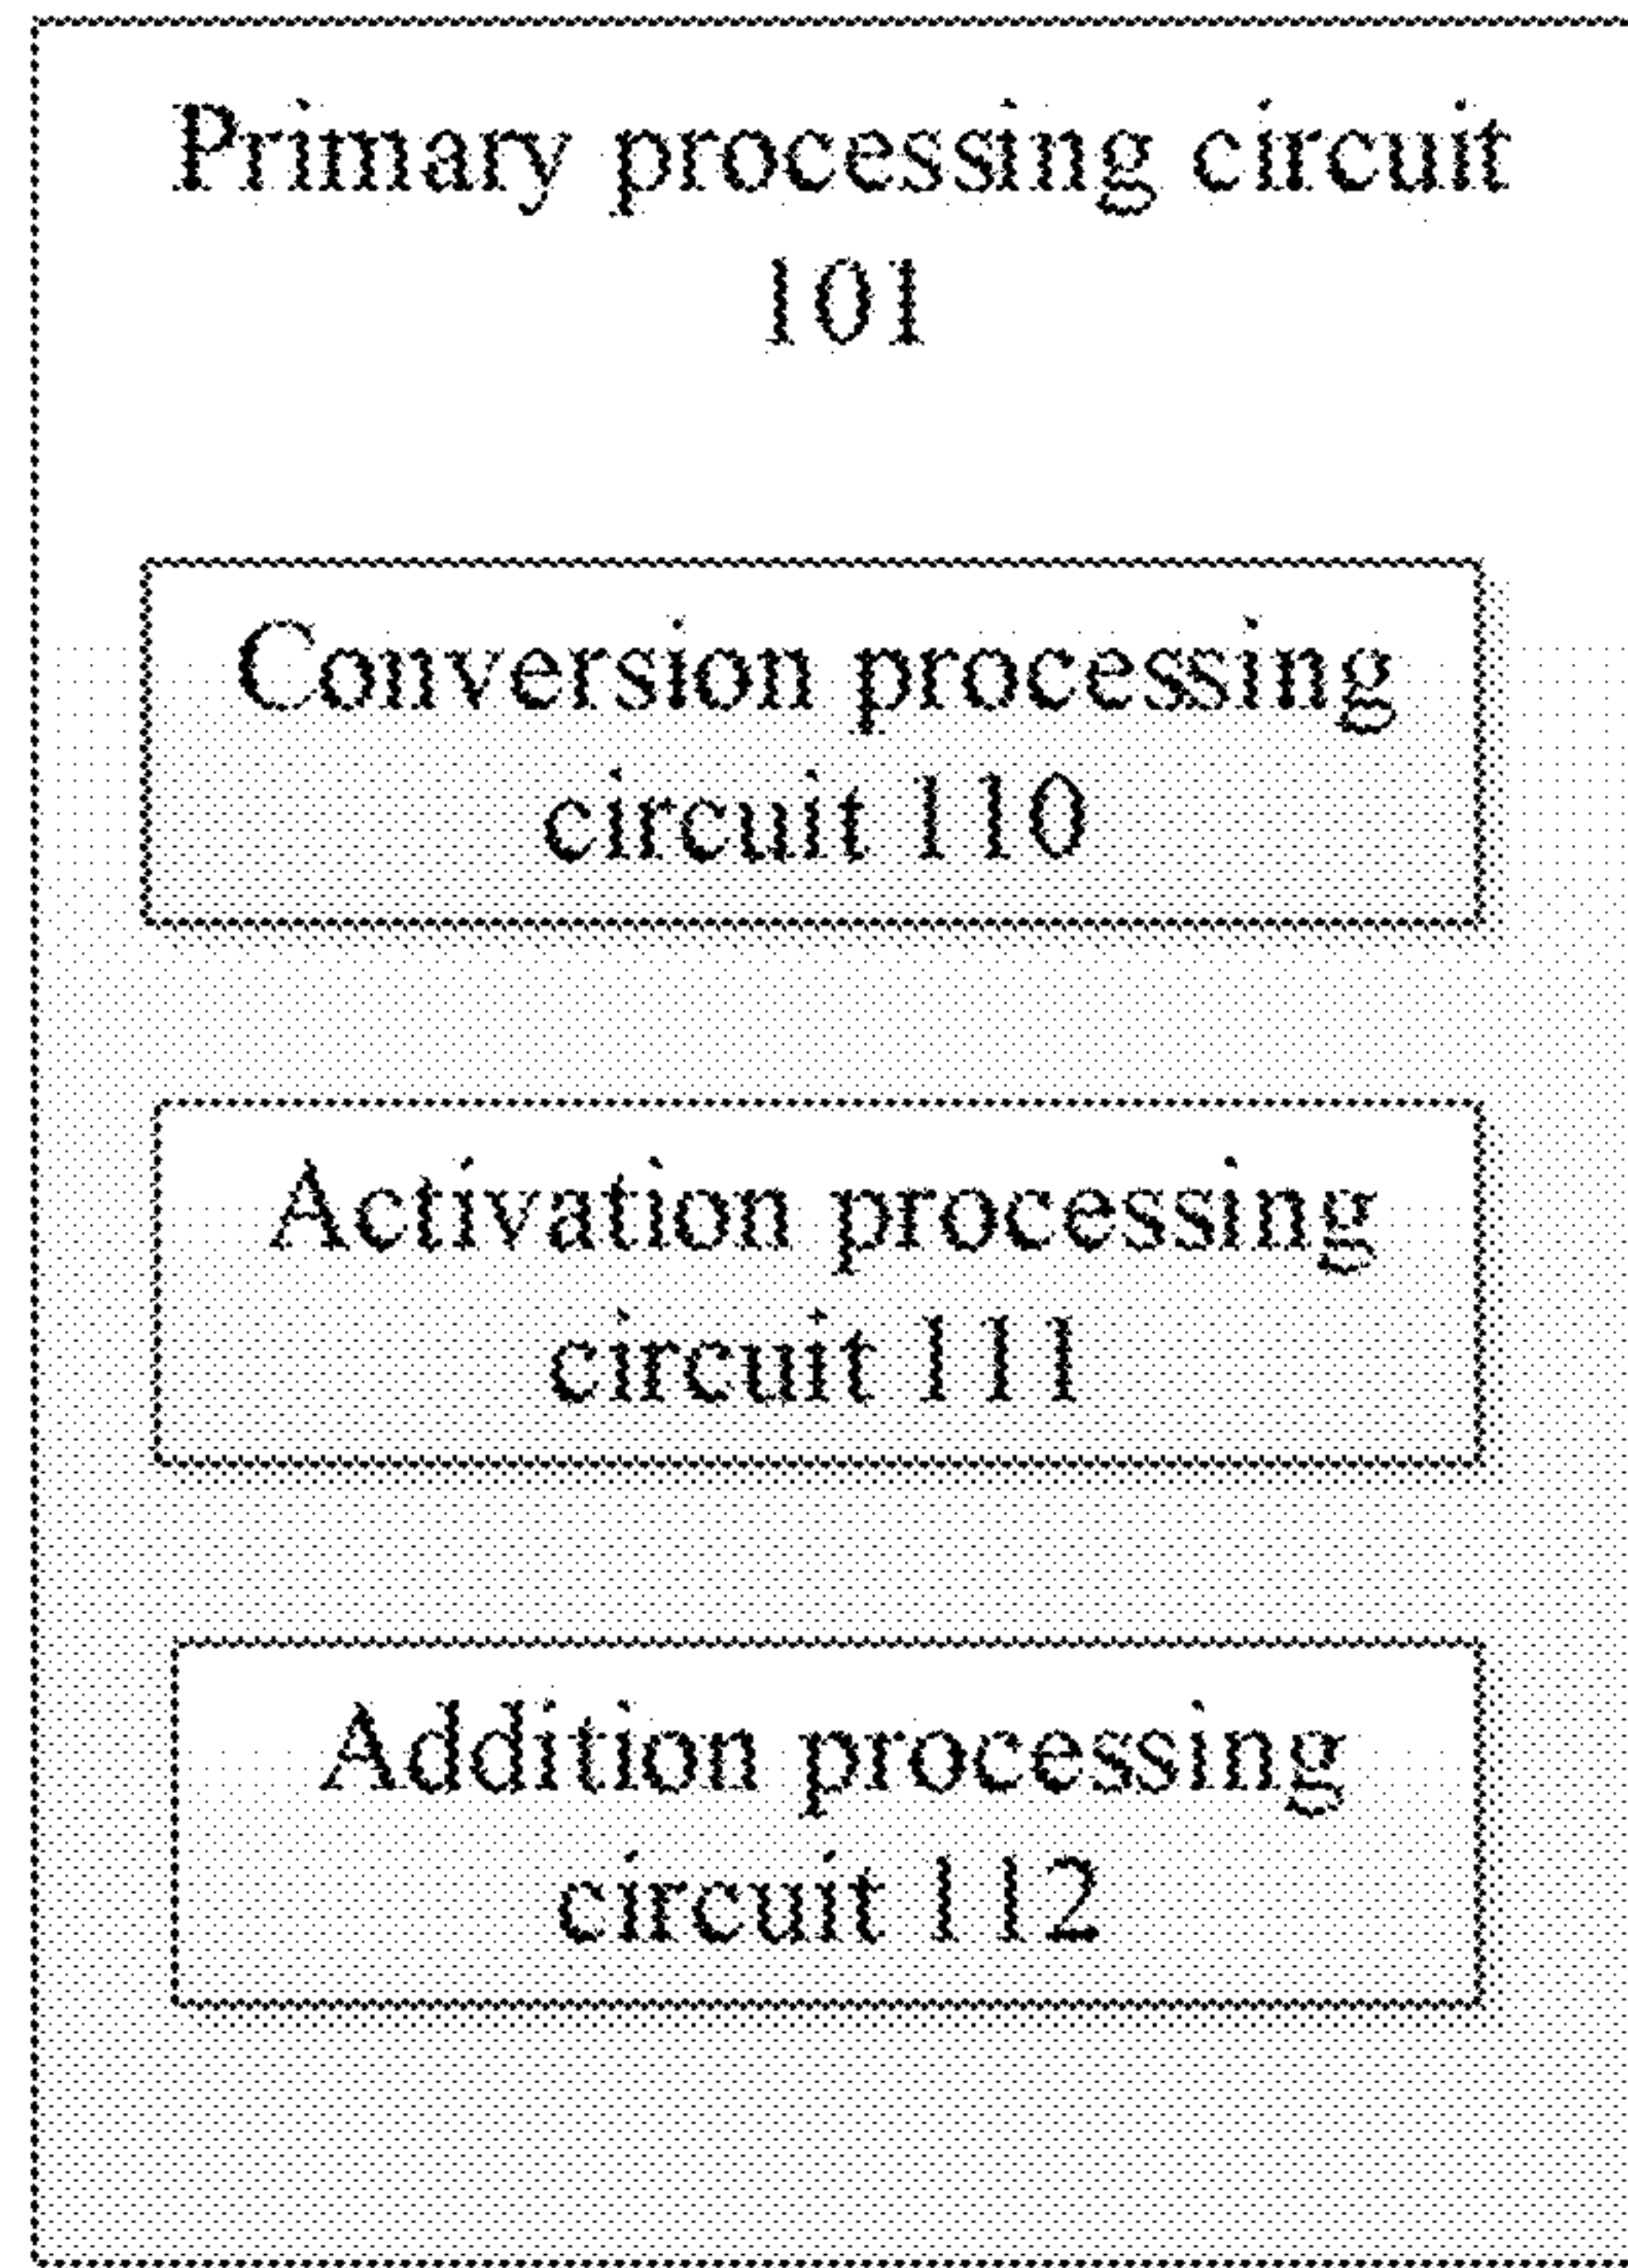 Primary processing circuit
101
Conversion processing
circuit 110
Activation processing
circuit 111
Addition processing
circuit 112